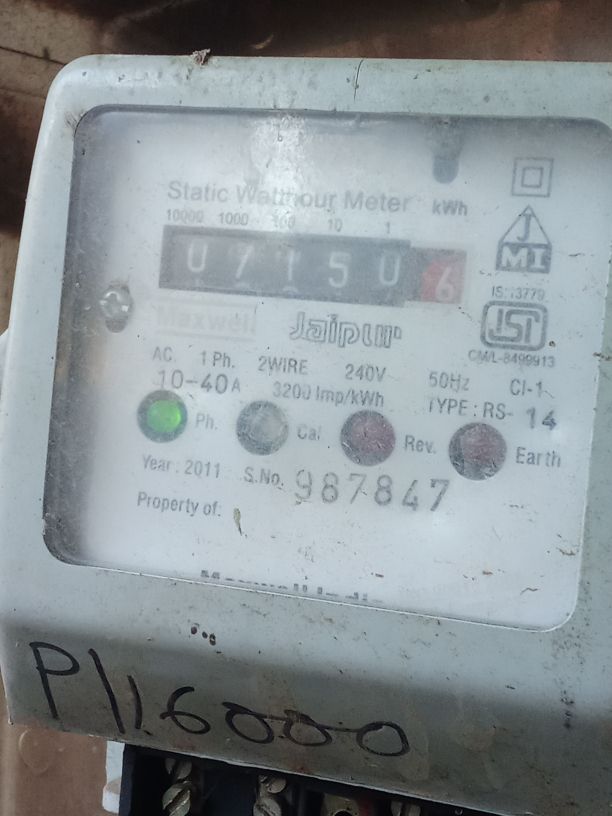 Static Watthour Meter kWh
10000 1000 100 10 1
0 7 1 5 0 6
J
MI
IS:13779
ISI
CM/L-8499913
Maxwell Jaipur
AC. 1 Ph. 2WIRE 240V 50Hz Cl-1
10-40A 3200 Imp/kWh TYPE : RS- 14
Ph. Cal Rev. Earth
Year : 2011 S.No. 987847
Property of: